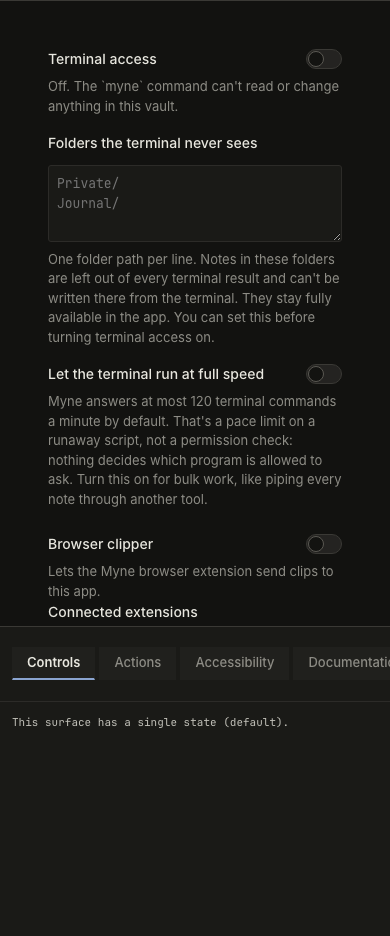 Terminal access
Off. The `myne` command can't read or change
anything in this vault.
Folders the terminal never sees
Private/
Journal/
One folder path per line. Notes in these folders
are left out of every terminal result and can't be
written there from the terminal. They stay fully
available in the app. You can set this before
turning terminal access on.
Let the terminal run at full speed
Myne answers at most 120 terminal commands
a minute by default. That's a pace limit on a
runaway script, not a permission check:
nothing decides which program is allowed to
ask. Turn this on for bulk work, like piping every
note through another tool.
Browser clipper
Lets the Myne browser extension send clips to
this app.
Connected extensions
Controls Actions Accessibility Documentatio
This surface has a single state (default).